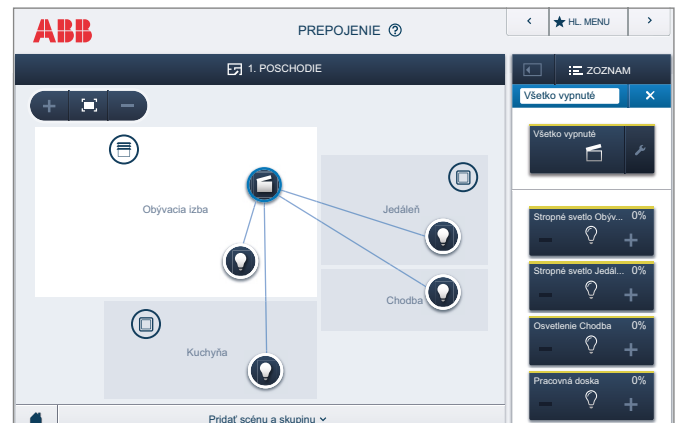 ABB
PREPOJENIE ?
HL. MENU
1. POSCHODIE
ZOZNAM
Všetko vypnuté
Všetko vypnuté
Obývacia izba
Jedáleň
Chodba
Kuchyňa
Stropné svetlo Obýv... 0%
Stropné svetlo Jedál... 0%
Osvetlenie Chodba 0%
Pracovná doska 0%
Pridať scénu a skupinu